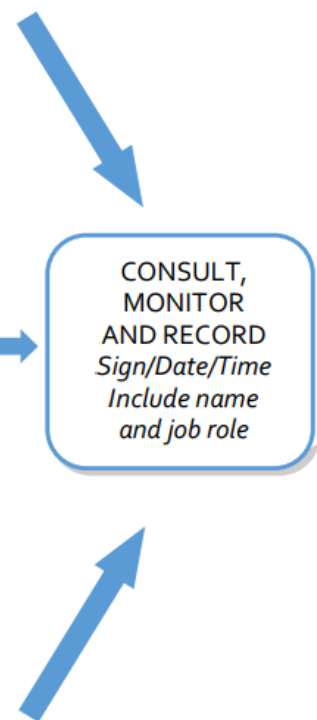 CONSULT,
MONITOR
AND RECORD
Sign/Date/Time
Include name
and job role